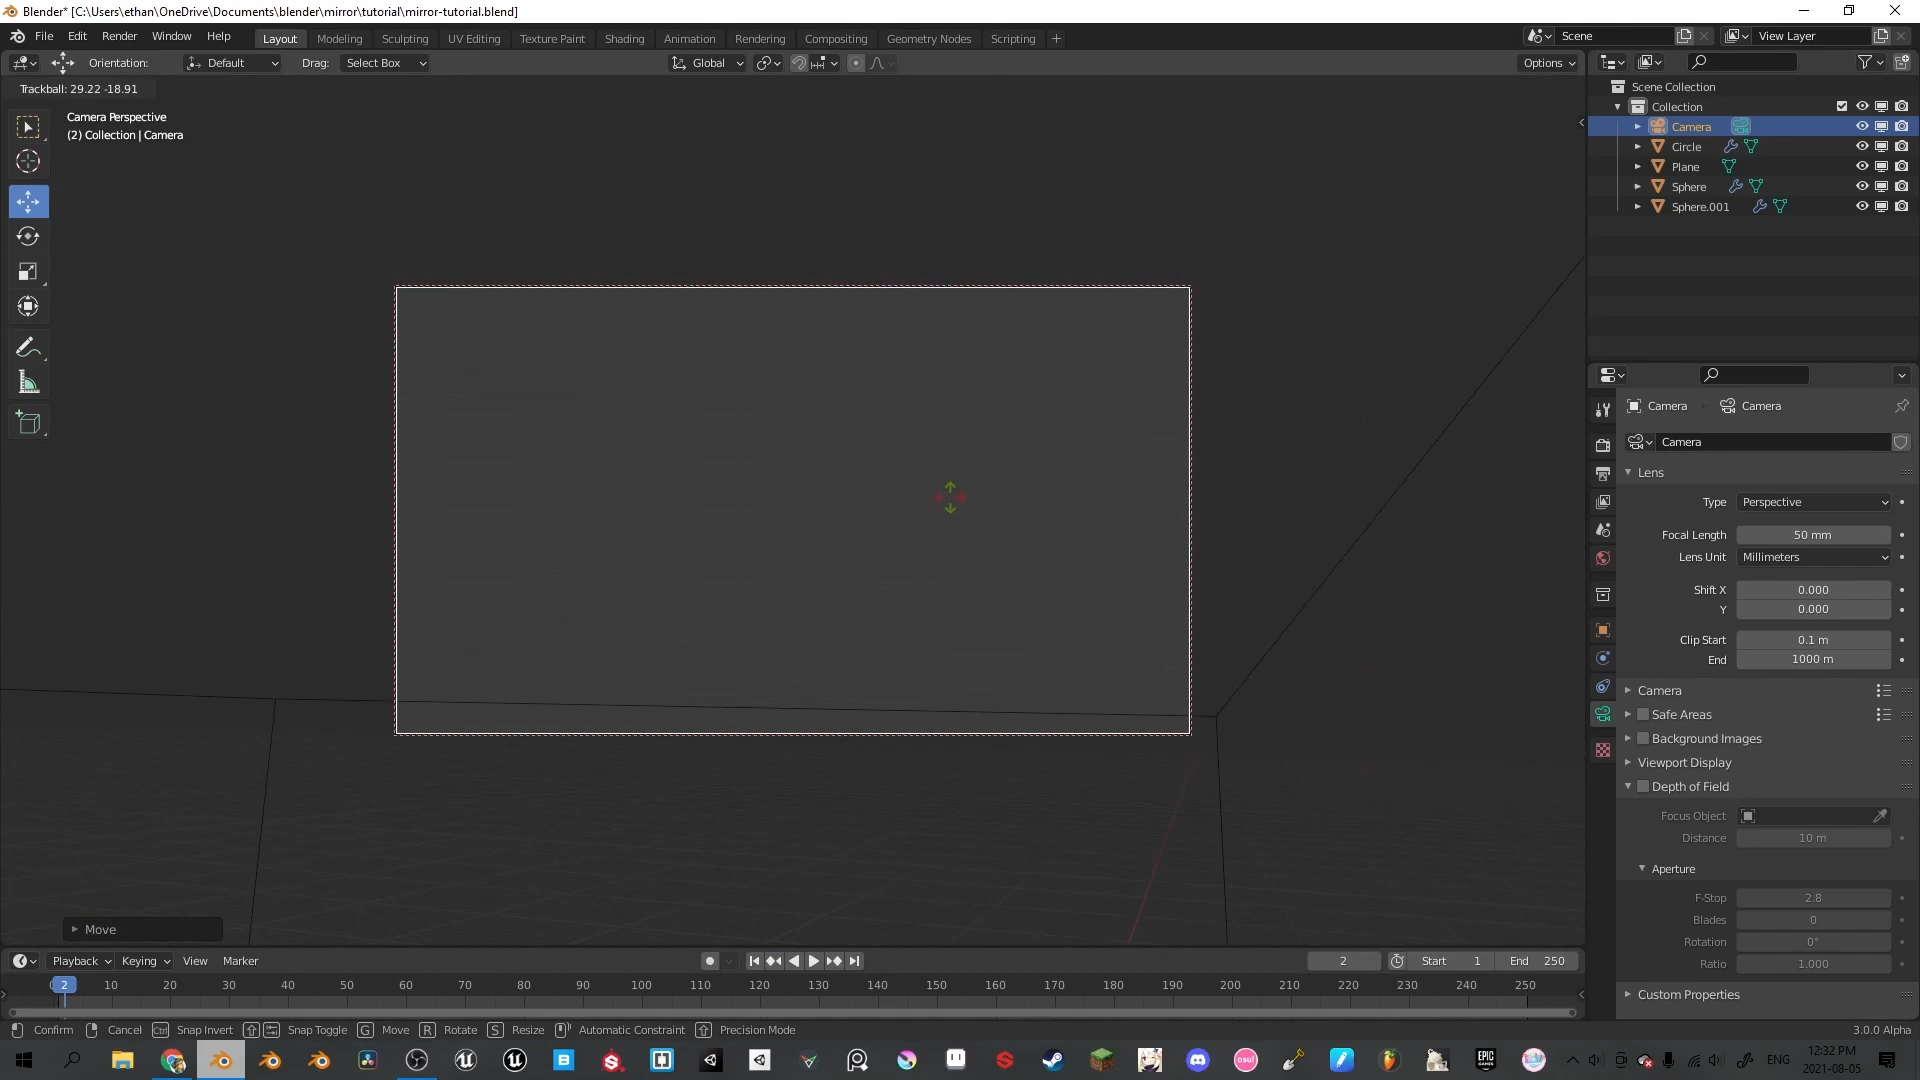 Blender* [C:\Users\ethan\OneDrive\Documents\blender\mirror\tutorial\mirror-tutorial.blend]
File Edit Render Window Help Layout Modeling Sculpting UV Editing Texture Paint Shading Animation Rendering Compositing Geometry Nodes Scripting + Scene View Layer
Orientation: Default Drag: Select Box Global Options
Trackball: 29.22 -18.91
Camera Perspective
(2) Collection | Camera
Scene Collection
Collection
Camera
Circle
Plane
Sphere
Sphere.001
Camera Camera
Camera
Lens
Type Perspective
Focal Length 50 mm
Lens Unit Millimeters
Shift X 0.000
Y 0.000
Clip Start 0.1 m
End 1000 m
Camera
Safe Areas
Background Images
Viewport Display
Depth of Field
Focus Object
Distance 10 m
Aperture
F-Stop 2.8
Blades 0
Rotation 0°
Ratio 1.000
Custom Properties
Move
Playback Keying View Marker 2 Start 1 End 250
2 10 20 30 40 50 60 70 80 90 100 110 120 130 140 150 160 170 180 190 200 210 220 230 240 250
Confirm Cancel Ctrl Snap Invert Snap Toggle G Move R Rotate S Resize Automatic Constraint Precision Mode 3.0.0 Alpha
osu! EPIC GAMES ENG 12:32 PM
2021-08-05